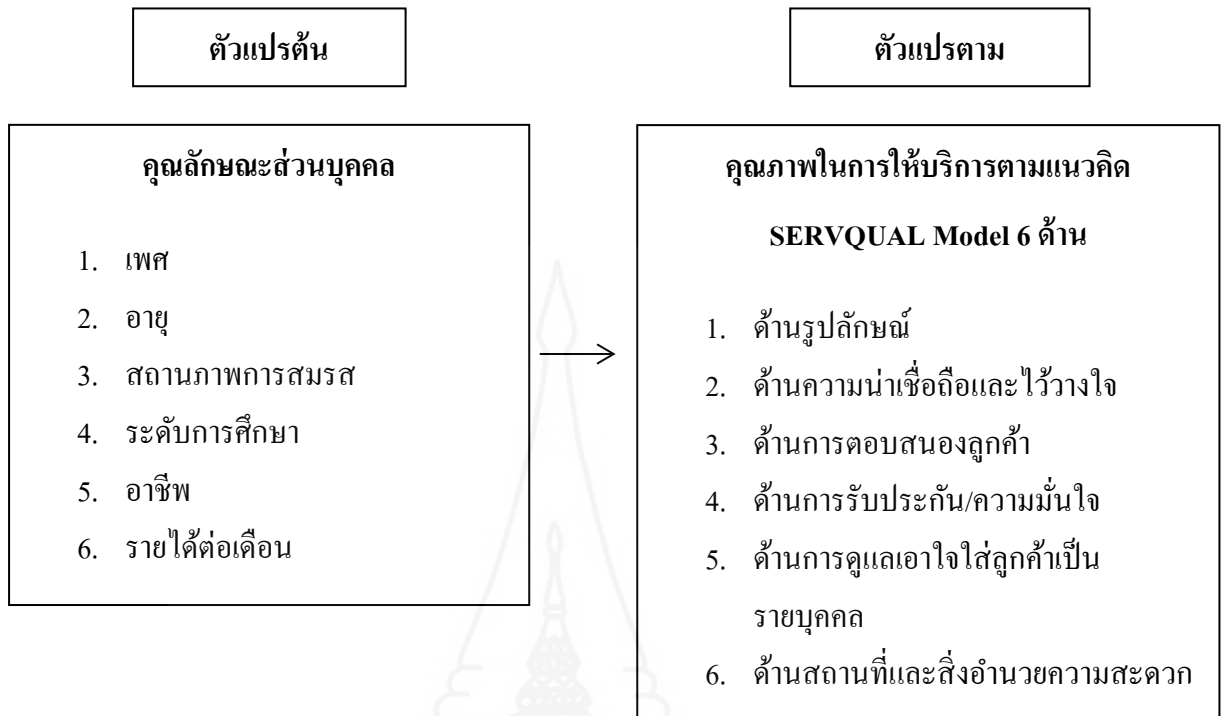 ตัวแปรต้น
ตัวแปรตาม
คุณลักษณะส่วนบุคคล
1. เพศ
2. อายุ
3. สถานภาพการสมรส
4. ระดับการศึกษา
5. อาชีพ
6. รายได้ต่อเดือน
คุณภาพในการให้บริการตามแนวคิด
SERVQUAL Model 6 ด้าน
1. ด้านรูปลักษณ์
2. ด้านความน่าเชื่อถือและไว้วางใจ
3. ด้านการตอบสนองลูกค้า
4. ด้านการรับประกัน/ความมั่นใจ
5. ด้านการดูแลเอาใจใส่ลูกค้าเป็น
รายบุคคล
6. ด้านสถานที่และสิ่งอำนวยความสะดวก